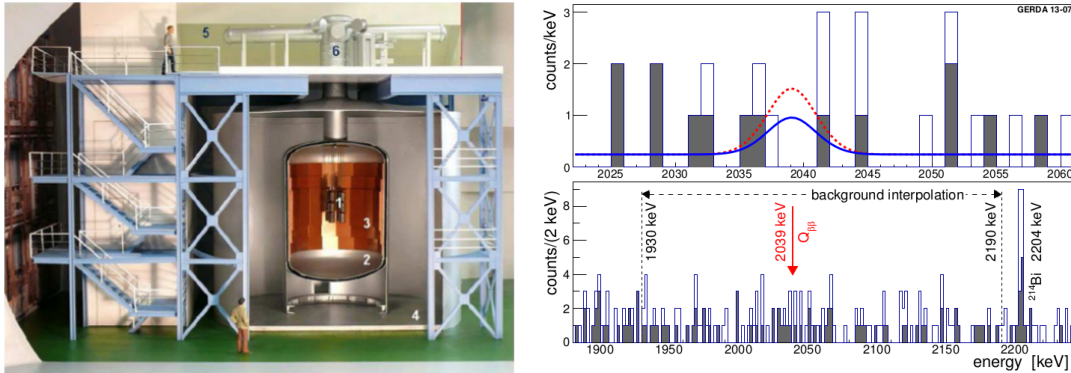 5
6
1
3
2
4
GERDA 13-07
counts/keV
3
2
1
0
2025 2030 2035 2040 2045 2050 2055 2060
counts/(2 keV)
8
6
4
2
0
background interpolation
1930 keV
2039 keV
Qββ
2190 keV
2204 keV
²¹⁴Bi
1900 1950 2000 2050 2100 2150 2200
energy [keV]